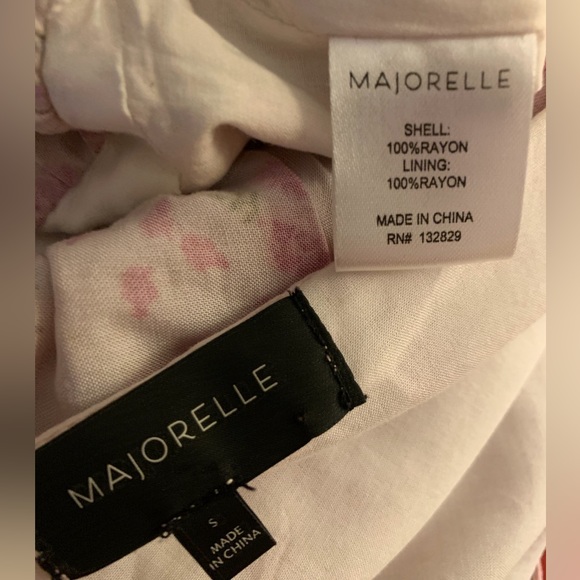 MAJORELLE
SHELL:
100%RAYON
LINING:
100%RAYON
MADE IN CHINA
RN# 132829
MAJORELLE
S
MADE
IN CHINA